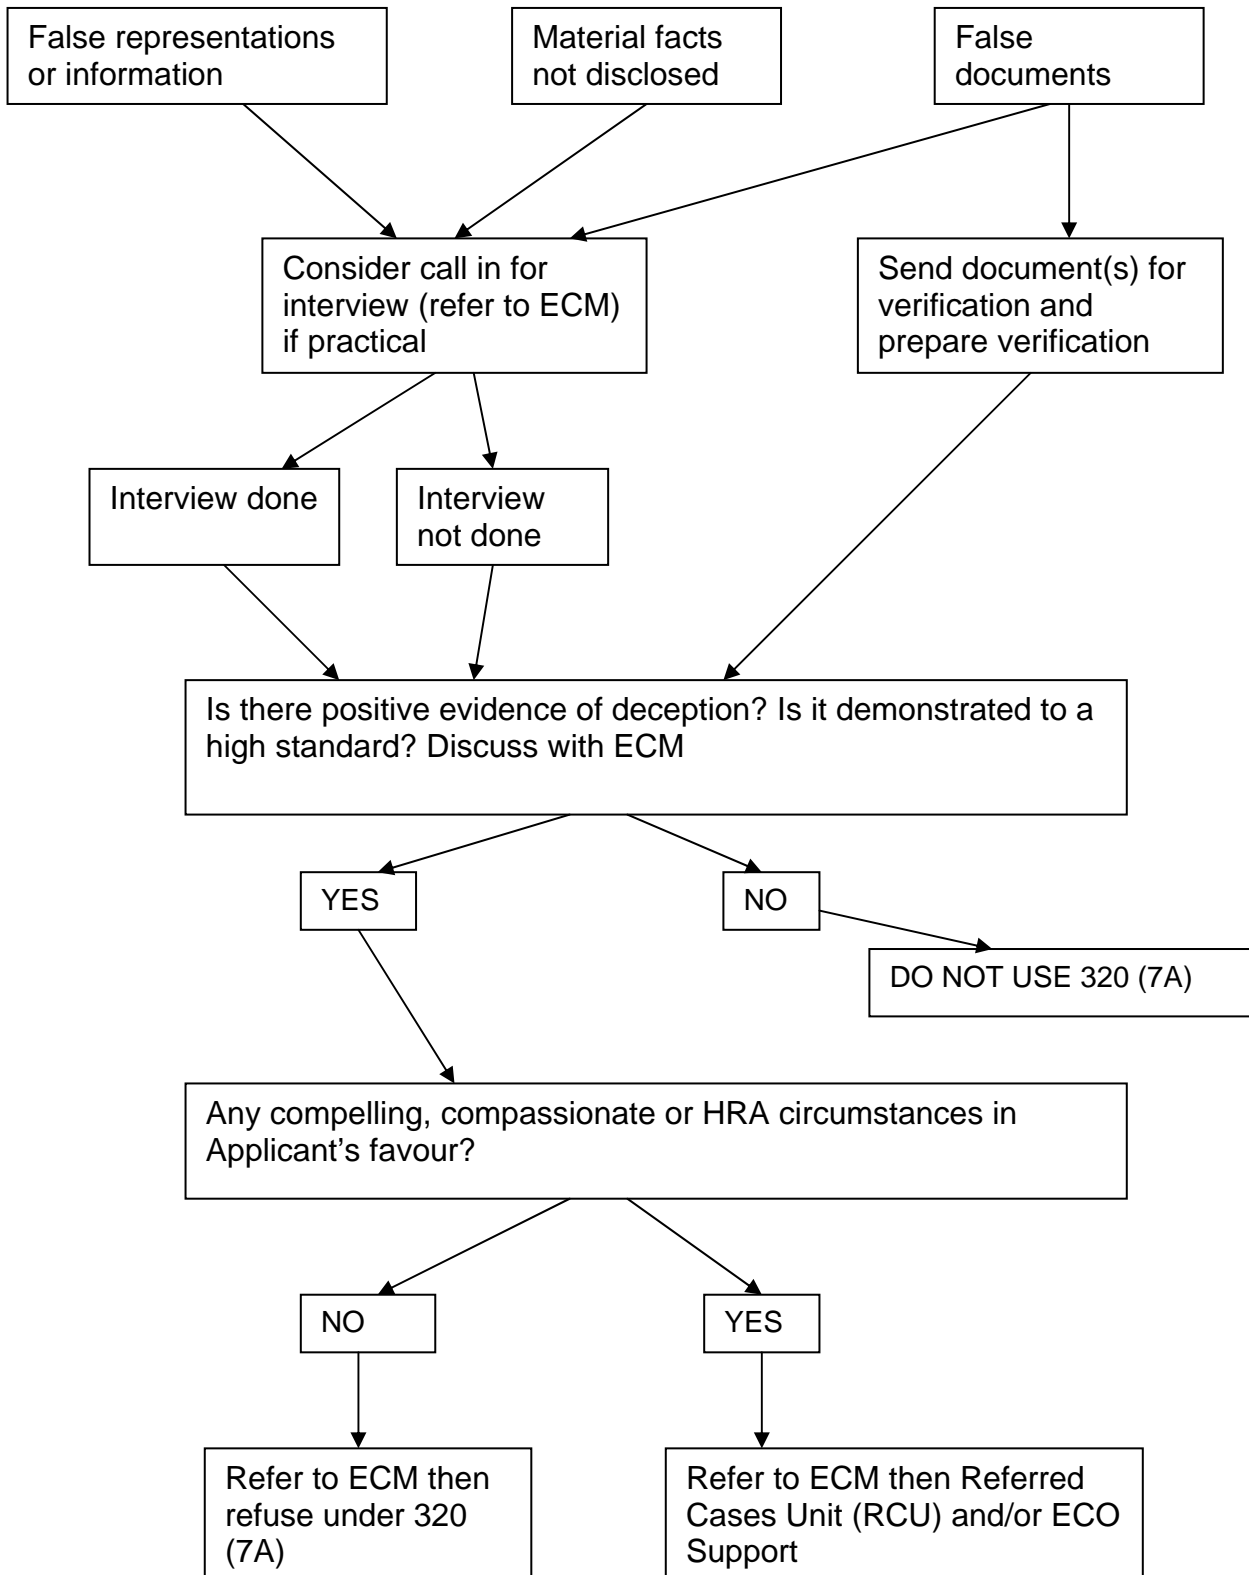 False representations
or information
Material facts
not disclosed
False
documents
Consider call in for
interview (refer to ECM)
if practical
Send document(s) for
verification and
prepare verification
Interview done
Interview
not done
Is there positive evidence of deception? Is it demonstrated to a
high standard? Discuss with ECM
YES
NO
DO NOT USE 320 (7A)
Any compelling, compassionate or HRA circumstances in
Applicant's favour?
NO
YES
Refer to ECM then
refuse under 320
(7A)
Refer to ECM then Referred
Cases Unit (RCU) and/or ECO
Support